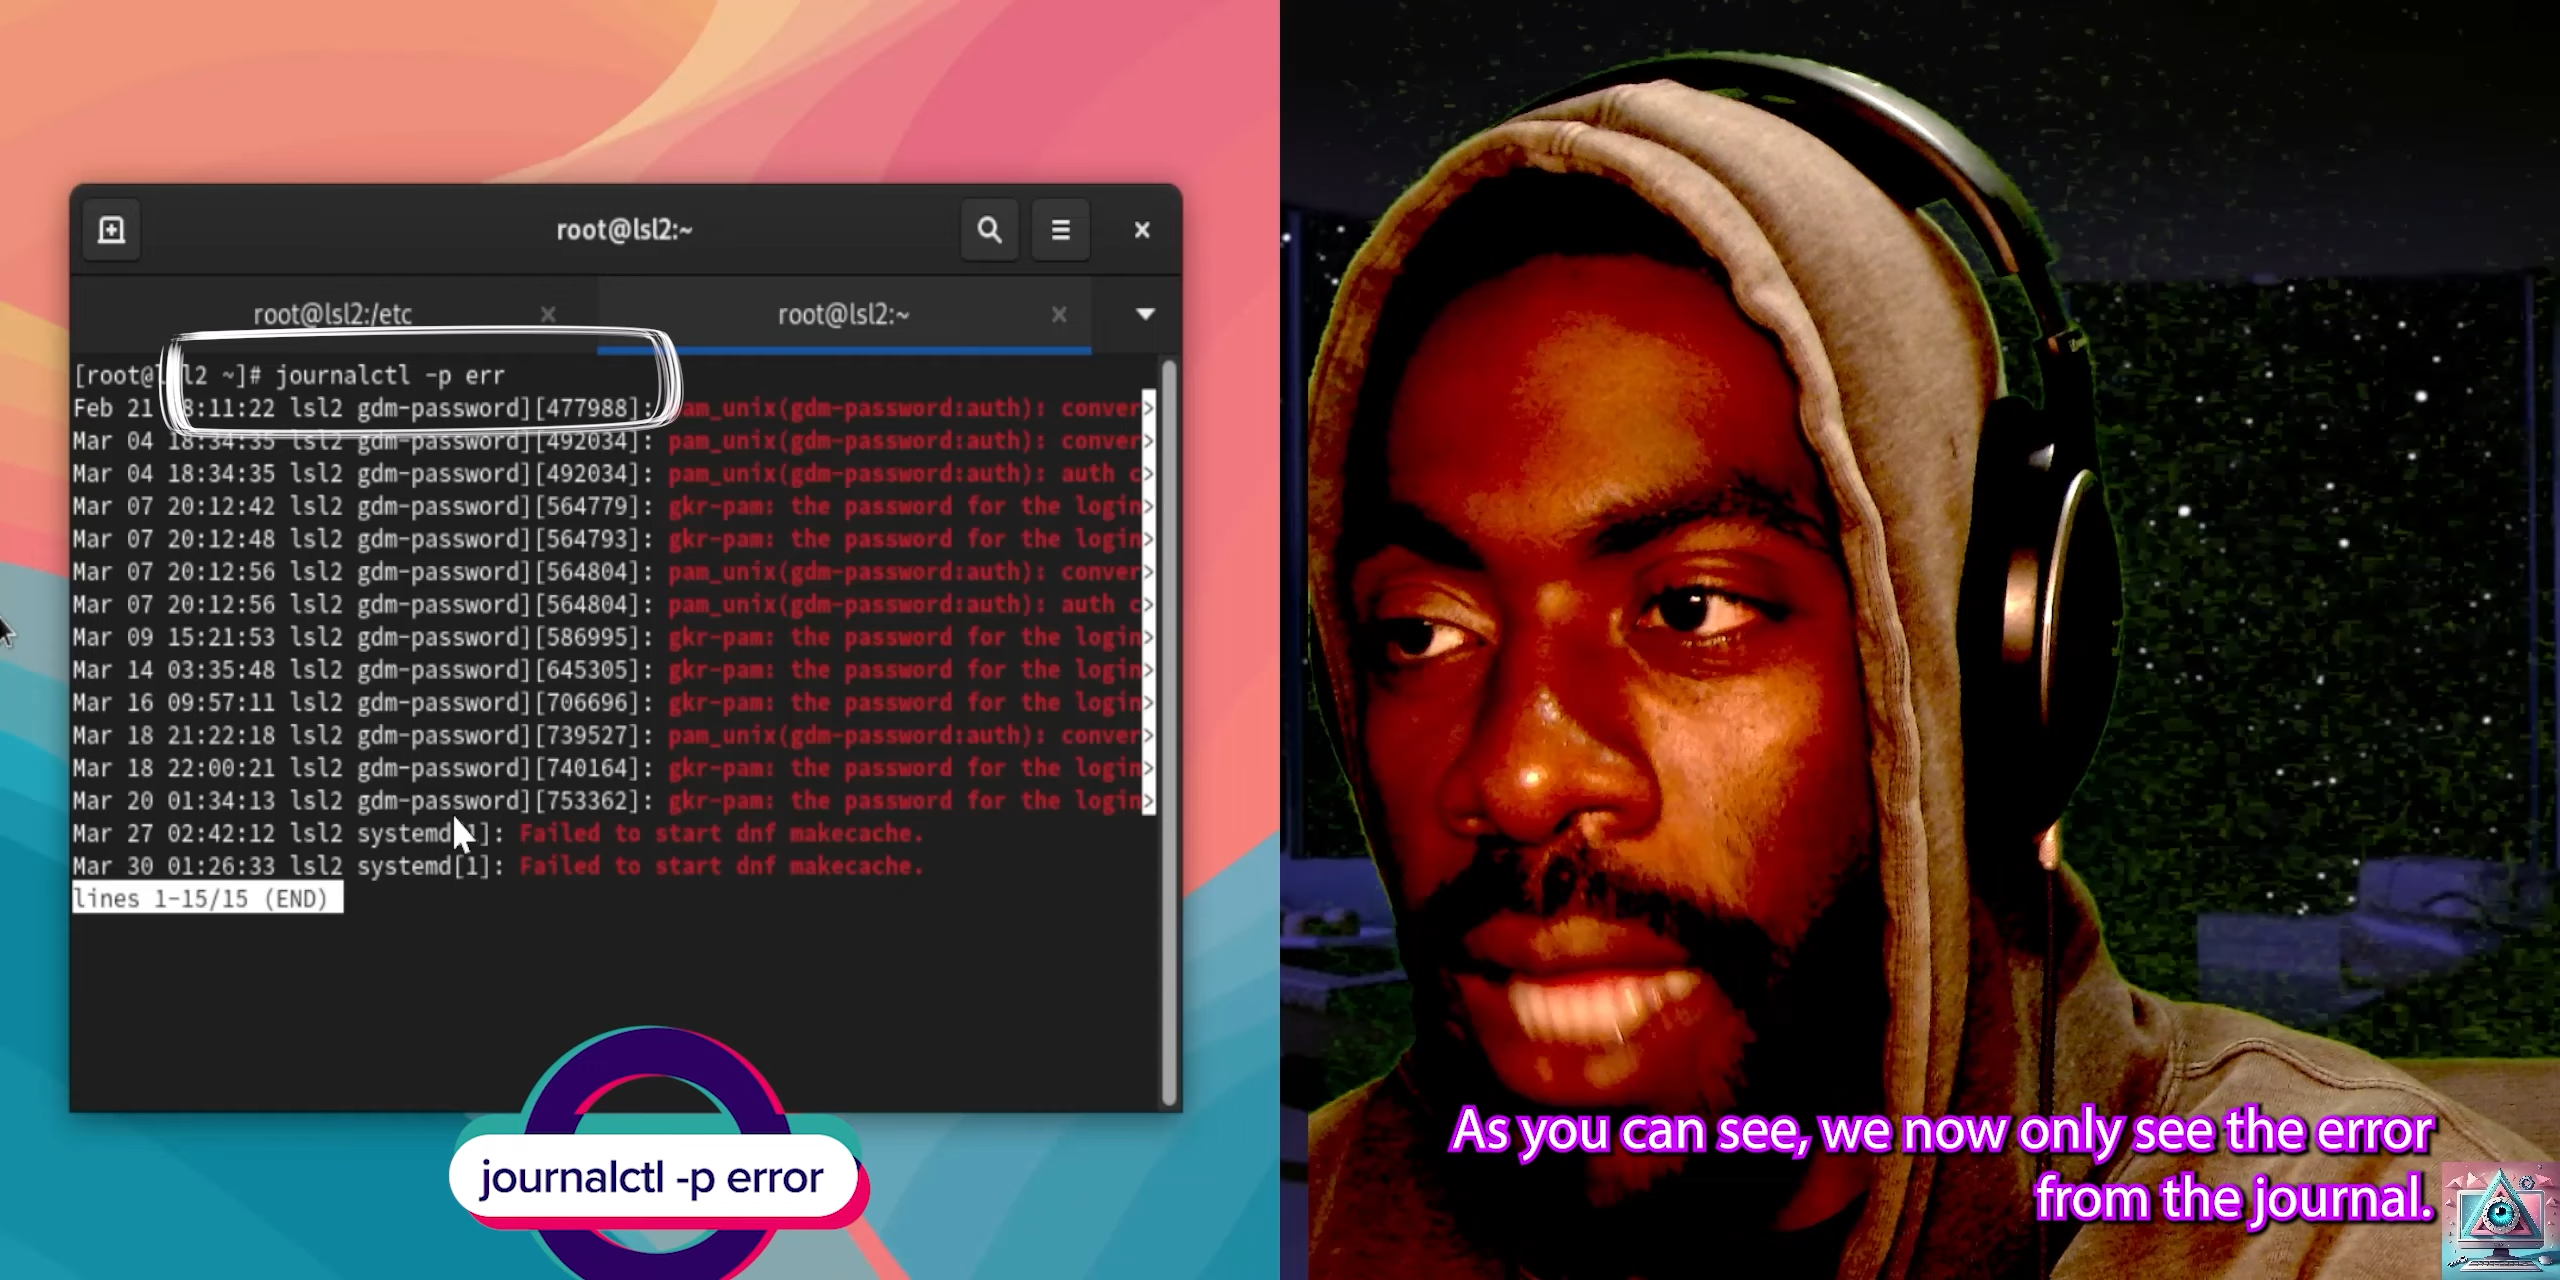 root@lsl2:~
root@lsl2:/etc
root@lsl2:~
[root@lsl2 ~]# journalctl -p err
Feb 21 18:11:22 lsl2 gdm-password][477988]: pam_unix(gdm-password:auth): conver>
Mar 04 18:34:35 lsl2 gdm-password][492034]: pam_unix(gdm-password:auth): conver>
Mar 04 18:34:35 lsl2 gdm-password][492034]: pam_unix(gdm-password:auth): auth c>
Mar 07 20:12:42 lsl2 gdm-password][564779]: gkr-pam: the password for the login>
Mar 07 20:12:48 lsl2 gdm-password][564793]: gkr-pam: the password for the login>
Mar 07 20:12:56 lsl2 gdm-password][564804]: pam_unix(gdm-password:auth): conver>
Mar 07 20:12:56 lsl2 gdm-password][564804]: pam_unix(gdm-password:auth): auth c>
Mar 09 15:21:53 lsl2 gdm-password][586995]: gkr-pam: the password for the login>
Mar 14 03:35:48 lsl2 gdm-password][645305]: gkr-pam: the password for the login>
Mar 16 09:57:11 lsl2 gdm-password][706696]: gkr-pam: the password for the login>
Mar 18 21:22:18 lsl2 gdm-password][739527]: pam_unix(gdm-password:auth): conver>
Mar 18 22:00:21 lsl2 gdm-password][740164]: gkr-pam: the password for the login>
Mar 20 01:34:13 lsl2 gdm-password][753362]: gkr-pam: the password for the login>
Mar 27 02:42:12 lsl2 systemd[1]: Failed to start dnf makecache.
Mar 30 01:26:33 lsl2 systemd[1]: Failed to start dnf makecache.
lines 1-15/15 (END)
journalctl -p error
As you can see, we now only see the error
from the journal.